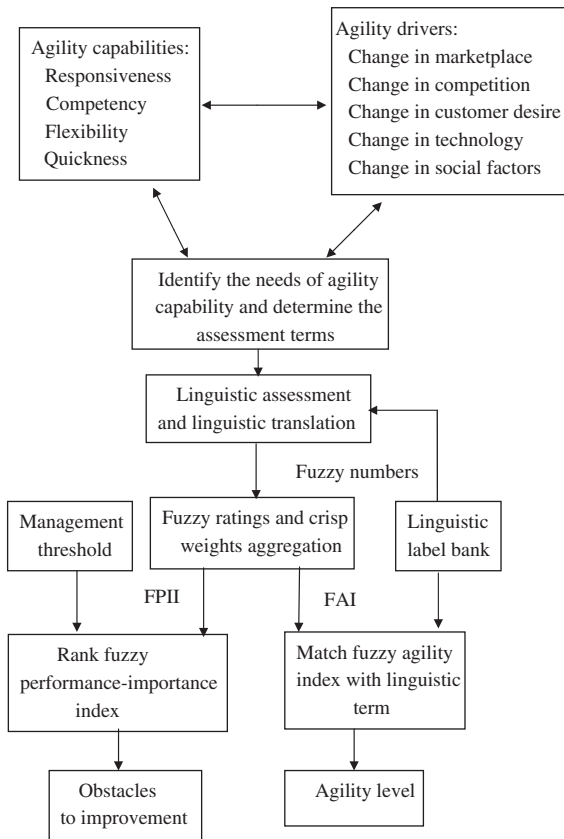 Agility capabilities:
Responsiveness
Competency
Flexibility
Quickness
Agility drivers:
Change in marketplace
Change in competition
Change in customer desire
Change in technology
Change in social factors
Identify the needs of agility
capability and determine the
assessment terms
Linguistic assessment
and linguistic translation
Fuzzy numbers
Management
threshold
Fuzzy ratings and crisp
weights aggregation
Linguistic
label bank
FPII
FAI
Rank fuzzy
performance-importance
index
Match fuzzy agility
index with linguistic
term
Obstacles
to improvement
Agility level